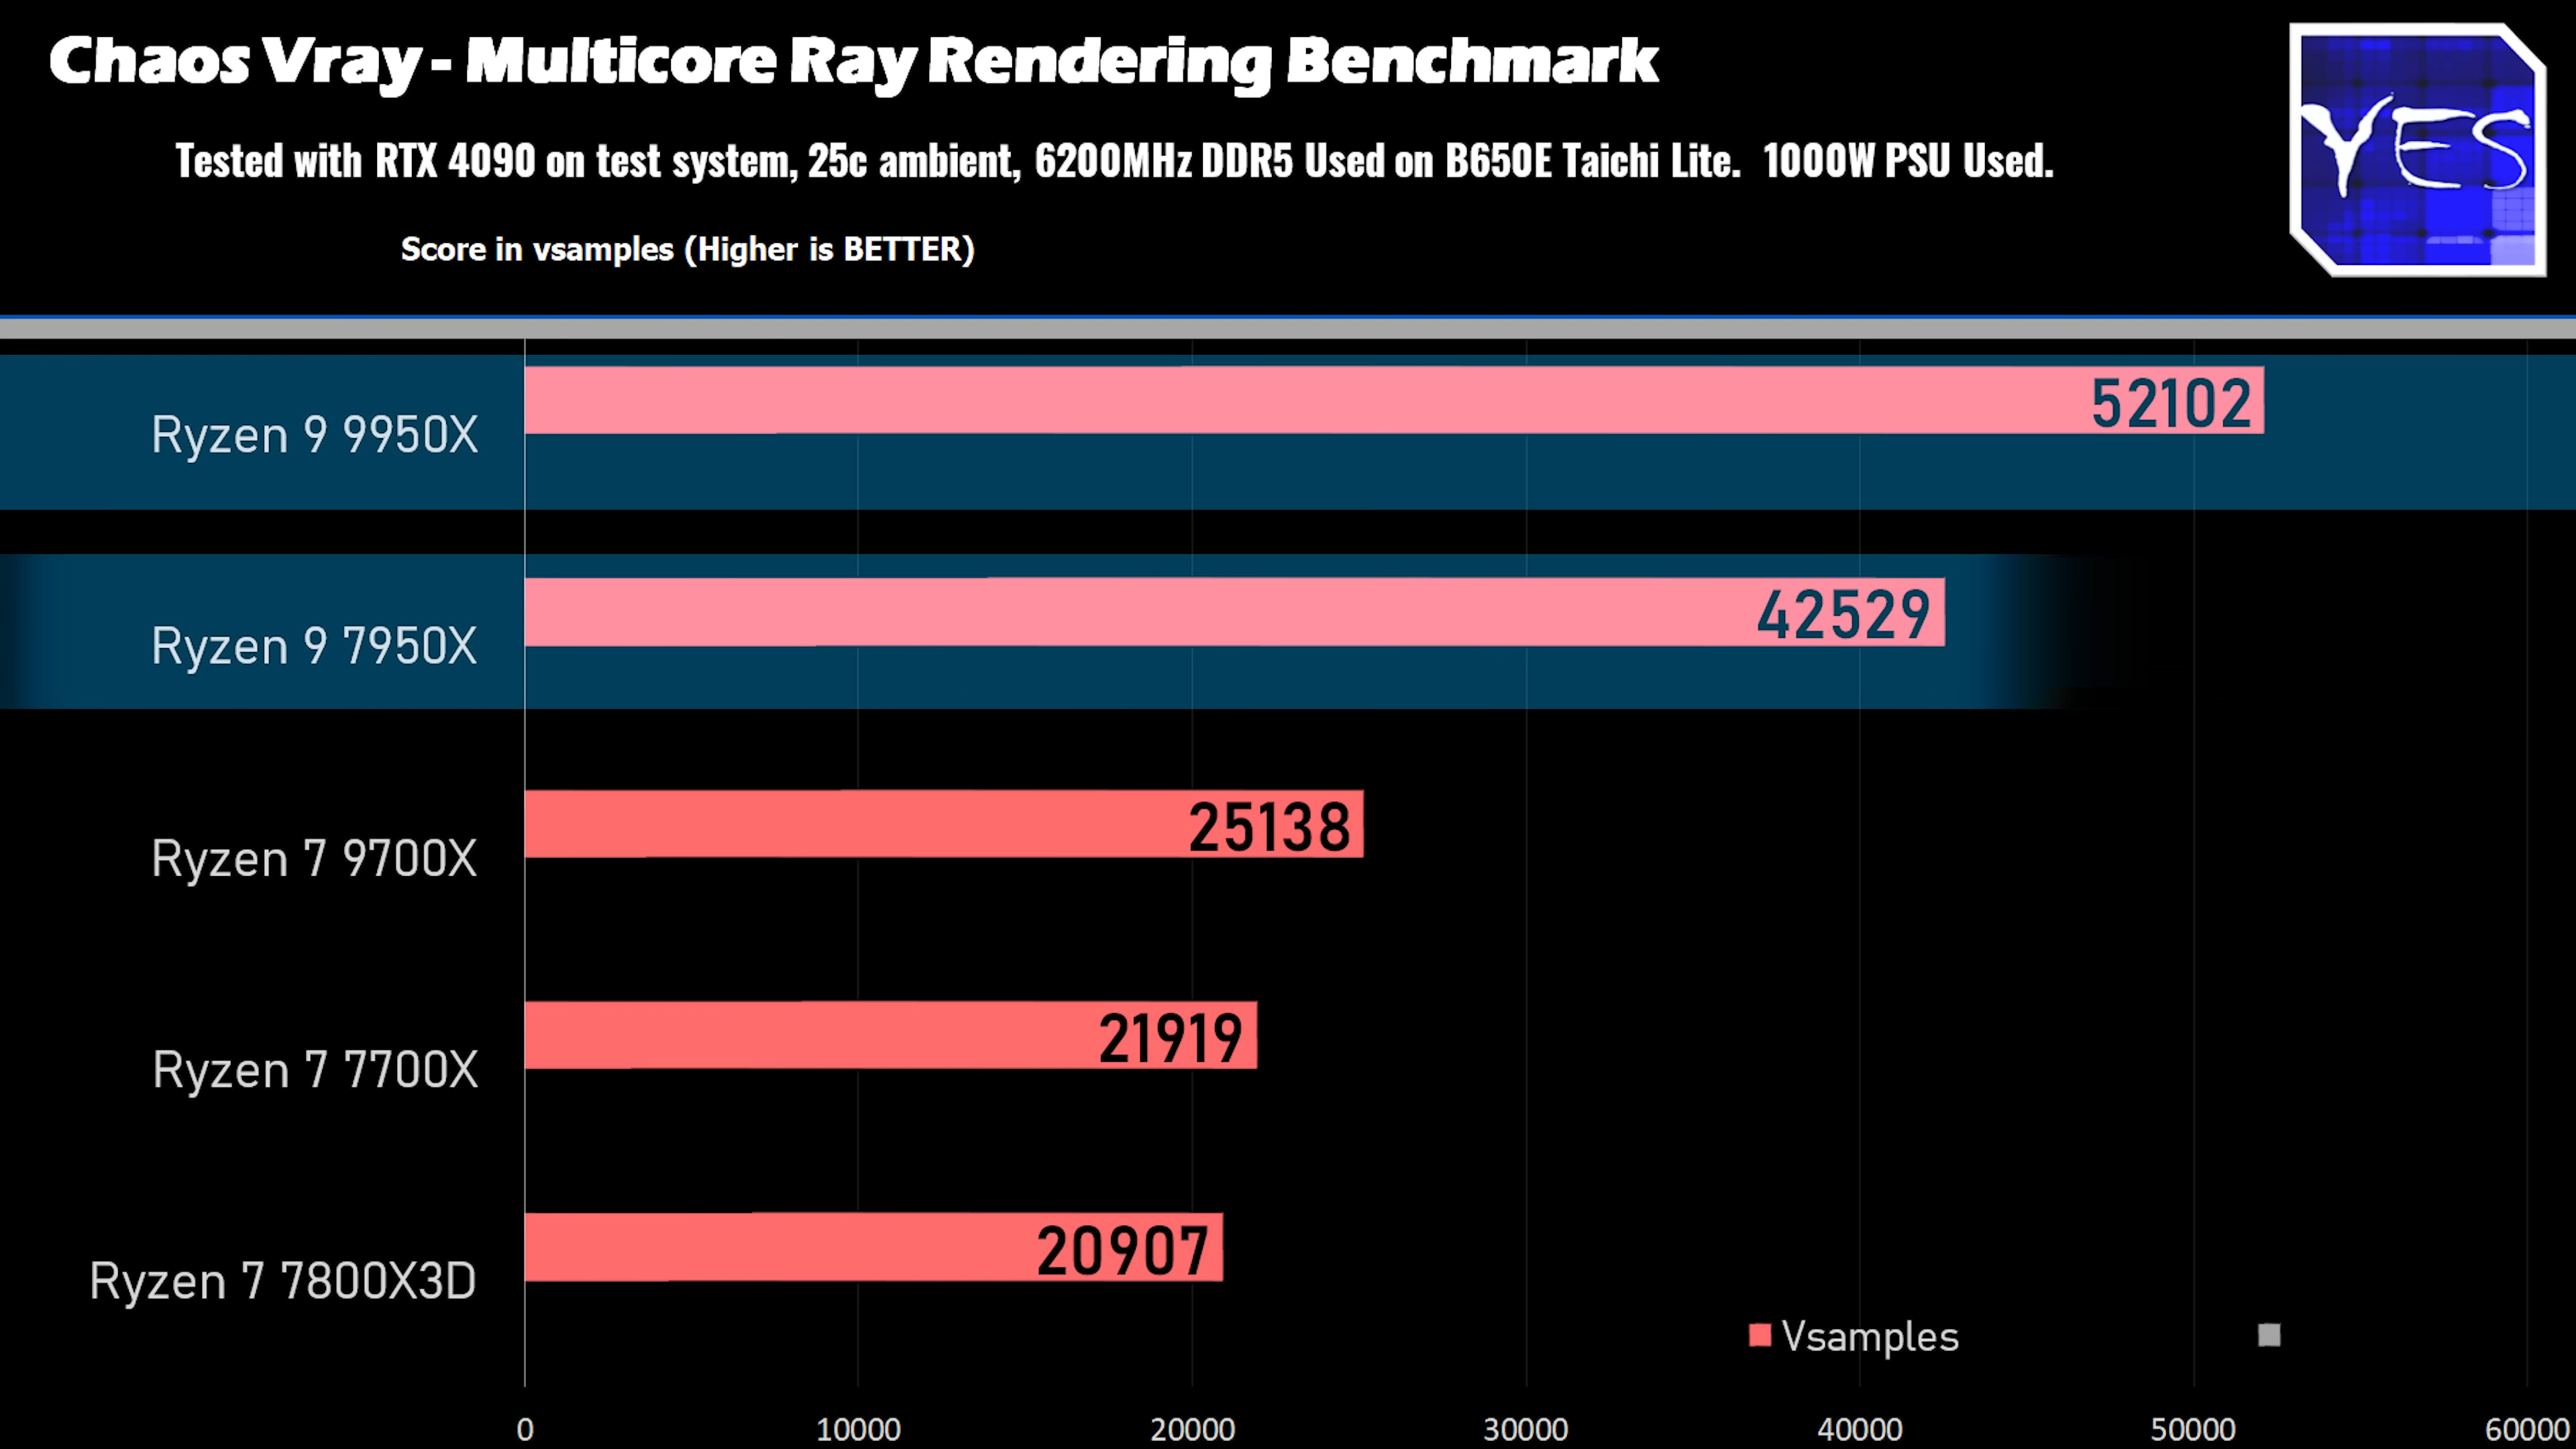 Chaos Vray - Multicore Ray Rendering Benchmark
YES
Tested with RTX 4090 on test system, 25c ambient, 6200MHz DDR5 Used on B650E Taichi Lite. 1000W PSU Used.
Score in vsamples (Higher is BETTER)
Ryzen 9 9950X 52102
Ryzen 9 7950X 42529
Ryzen 7 9700X 25138
Ryzen 7 7700X 21919
Ryzen 7 7800X3D 20907
Vsamples
0 10000 20000 30000 40000 50000 60000